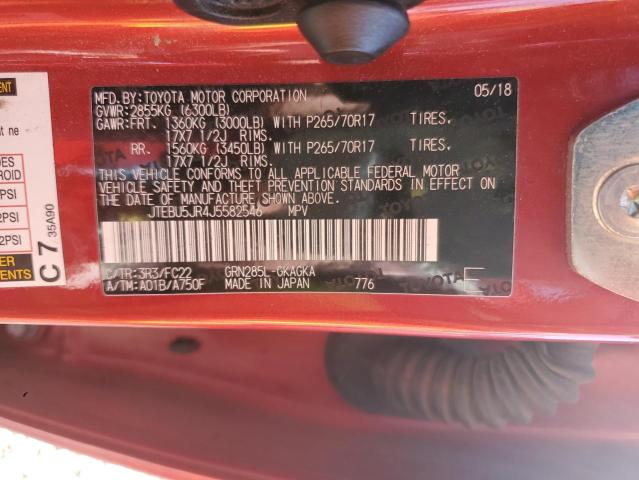 MFD. BY: TOYOTA MOTOR CORPORATION 05/18
GVWR: 2855KG (6300LB)
GAWR: FRT. 1360KG (3000LB) WITH P265/70R17 TIRES,
17X7 1/2J RIMS.
RR. 1560KG (3450LB) WITH P265/70R17 TIRES,
17X7 1/2J RIMS.
THIS VEHICLE CONFORMS TO ALL APPLICABLE FEDERAL MOTOR
VEHICLE SAFETY AND THEFT PREVENTION STANDARDS IN EFFECT ON
THE DATE OF MANUFACTURE SHOWN ABOVE.
JTEBU5JR4J5582546 MPV
C/TR: 3R3/FC22 GRN285L-GKAGKA
A/TM: A01B/A750F MADE IN JAPAN 776 E
TOYOTA
C 7 35A90
PSI
2PSI
2PSI